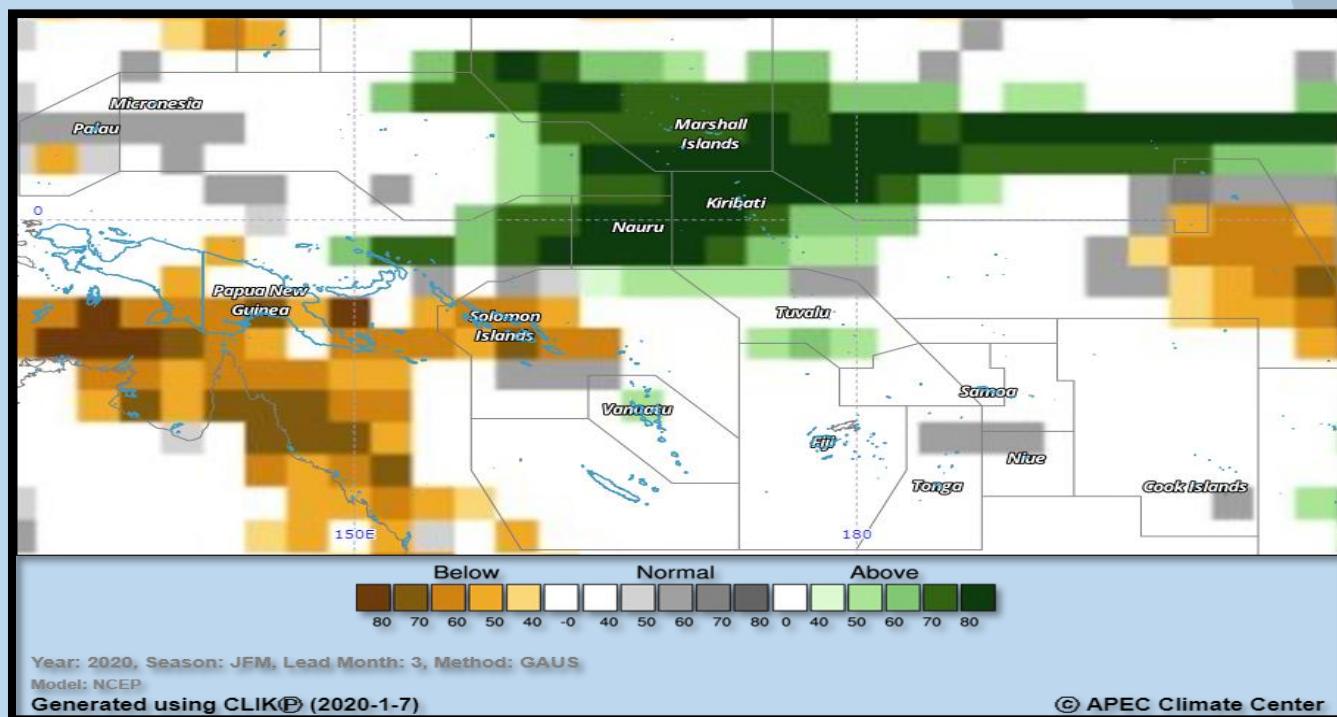 Micronesia
Palau
Marshall
Islands
0
Kiribati
Nauru
Papua New
Guinea
Solomon
Islands
Tuvalu
Samoa
Vanuatu
Fiji
Niue
Tonga
Cook Islands
150E
180
Below Normal Above
80 70 60 50 40 -0 40 50 60 70 80 0 40 50 60 70 80
Year: 2020, Season: JFM, Lead Month: 3, Method: GAUS
Model: NCEP
Generated using CLIKⓅ (2020-1-7)
© APEC Climate Center